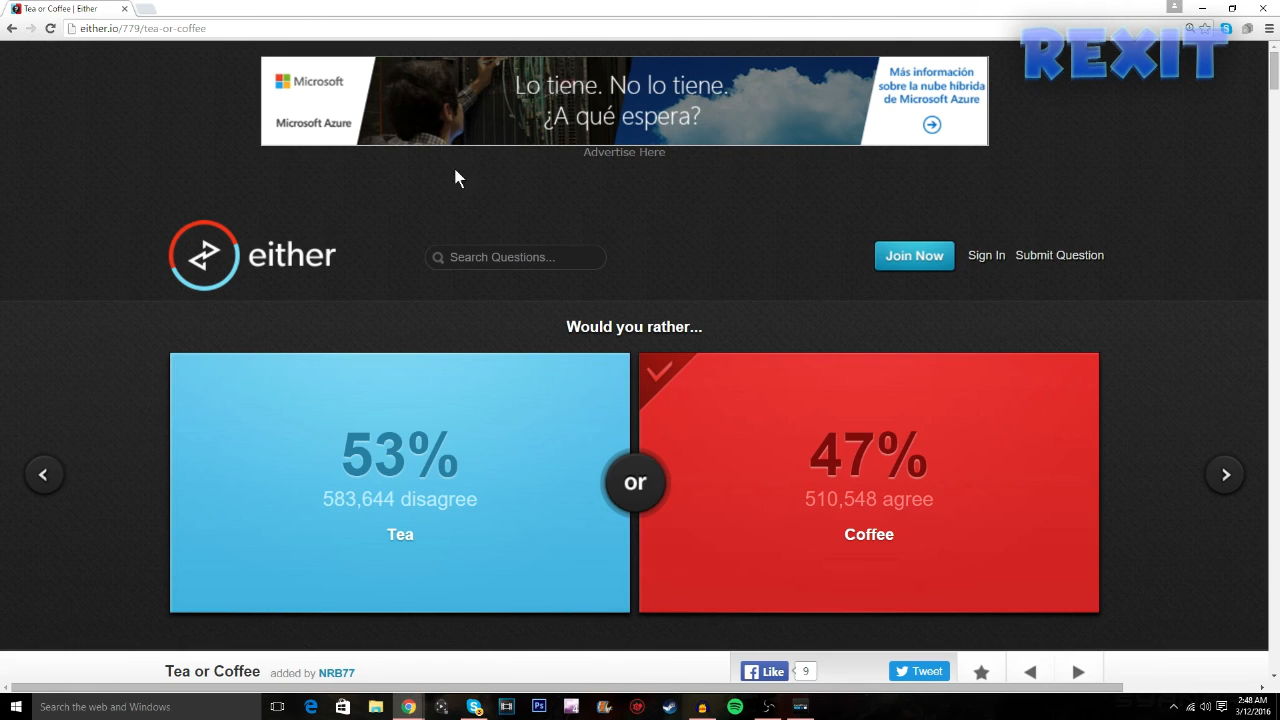 Tea or Coffee | Either
either.io/779/tea-or-coffee
REXIT
Microsoft
Microsoft Azure
Lo tiene. No lo tiene.
¿A qué espera?
Más información
sobre la nube híbrida
de Microsoft Azure
Advertise Here
either
Search Questions...
Join Now
Sign In
Submit Question
Would you rather...
53%
583,644 disagree
Tea
or
47%
510,548 agree
Coffee
Tea or Coffee added by NRB77
Like 9
Tweet
Search the web and Windows
2:48 AM
3/12/2016